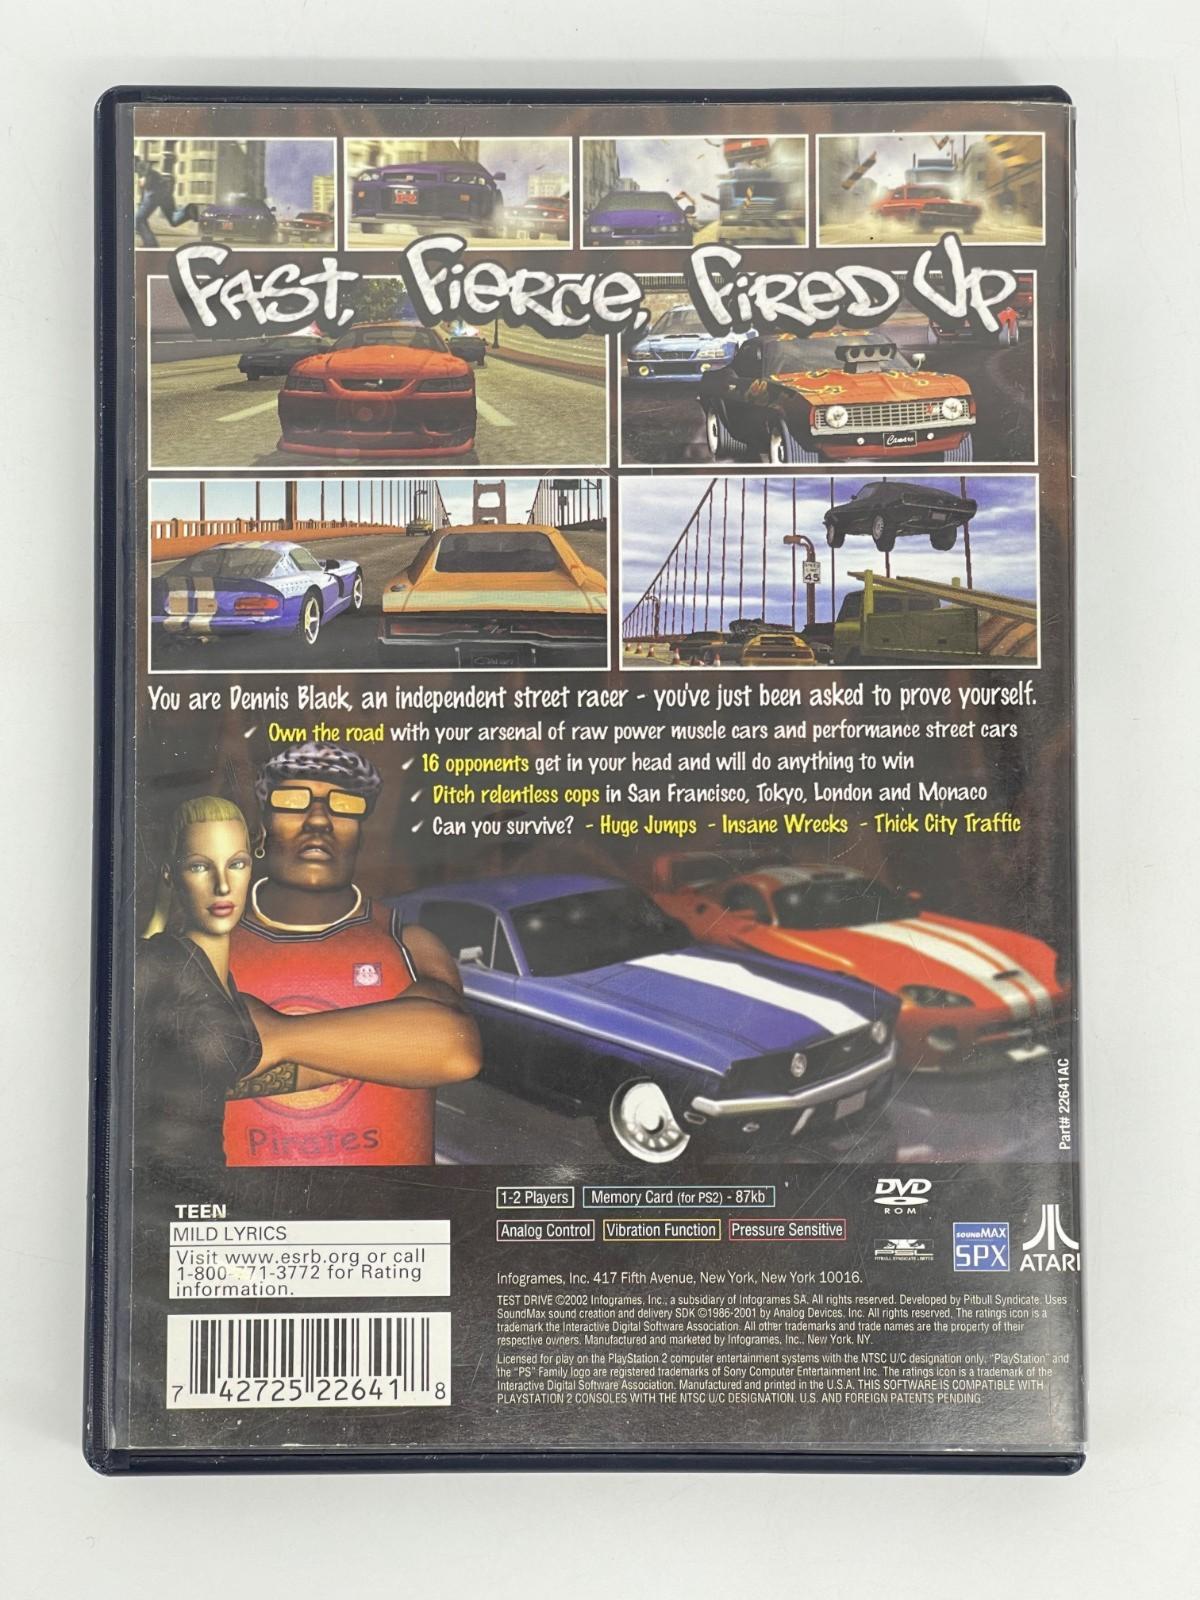 Fast, Fierce, Fired Up
Camaro
SPEED LIMIT 45
You are Dennis Black, an independent street racer - you've just been asked to prove yourself.
Own the road with your arsenal of raw power muscle cars and performance street cars
16 opponents get in your head and will do anything to win
Ditch relentless cops in San Francisco, Tokyo, London and Monaco
Can you survive? - Huge Jumps - Insane Wrecks - Thick City Traffic
Pirates
Part# 22641AC
TEEN
MILD LYRICS
Visit www.esrb.org or call
1-800-771-3772 for Rating
information.
7 42725 22641 8
1-2 Players
Memory Card (for PS2) - 87kb
Analog Control
Vibration Function
Pressure Sensitive
DVD
ROM
PSL
PITBULL SYNDICATE LIMITED
SOUNDMAX
SPX
ATARI
Infogrames, Inc. 417 Fifth Avenue, New York, New York 10016.
TEST DRIVE ©2002 Infogrames, Inc., a subsidiary of Infogrames SA. All rights reserved. Developed by Pitbull Syndicate. Uses
SoundMax sound creation and delivery SDK ©1986-2001 by Analog Devices, Inc. All rights reserved. The ratings icon is a
trademark the Interactive Digital Software Association. All other trademarks and trade names are the property of their
respective owners. Manufactured and marketed by Infogrames, Inc., New York, NY.
Licensed for play on the PlayStation 2 computer entertainment systems with the NTSC U/C designation only. "PlayStation" and
the "PS" Family logo are registered trademarks of Sony Computer Entertainment Inc. The ratings icon is a trademark of the
Interactive Digital Software Association. Manufactured and printed in the U.S.A. THIS SOFTWARE IS COMPATIBLE WITH
PLAYSTATION 2 CONSOLES WITH THE NTSC U/C DESIGNATION. U.S. AND FOREIGN PATENTS PENDING.